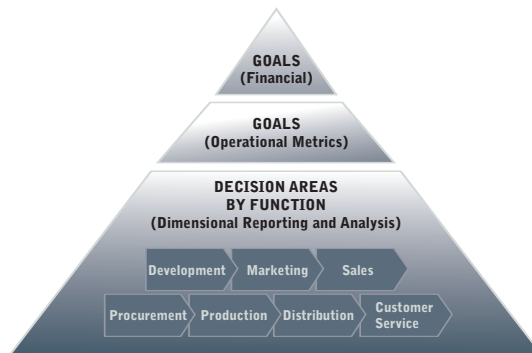 GOALS
(Financial)
GOALS
(Operational Metrics)
DECISION AREAS
BY FUNCTION
(Dimensional Reporting and Analysis)
Development Marketing Sales
Procurement Production Distribution Customer
Service